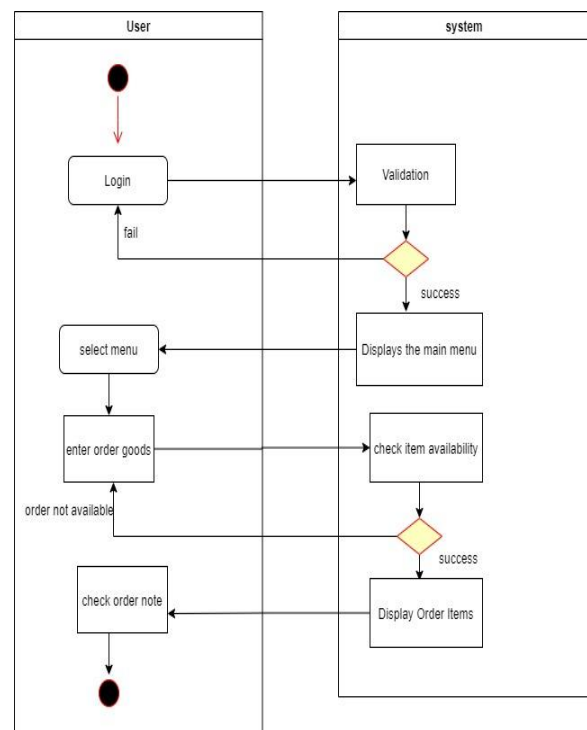 User
system
Login
Validation
fail
success
select menu
Displays the main menu
enter order goods
check item availability
order not available
success
check order note
Display Order Items